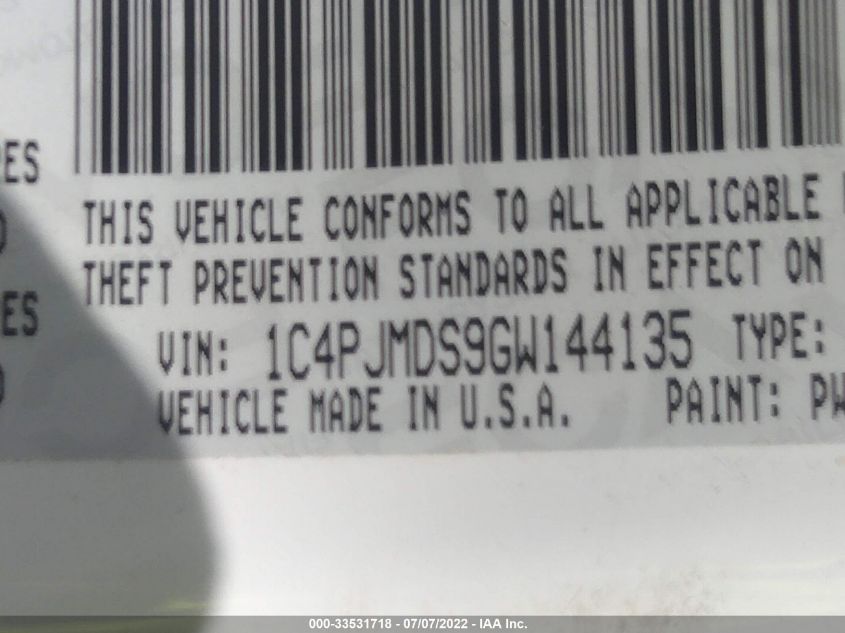 ES
THIS VEHICLE CONFORMS TO ALL APPLICABLE
THEFT PREVENTION STANDARDS IN EFFECT ON
ES
VIN: 1C4PJMDS9GW144135 TYPE:
VEHICLE MADE IN U.S.A. PAINT: PW
000-33531718 - 07/07/2022 - IAA Inc.